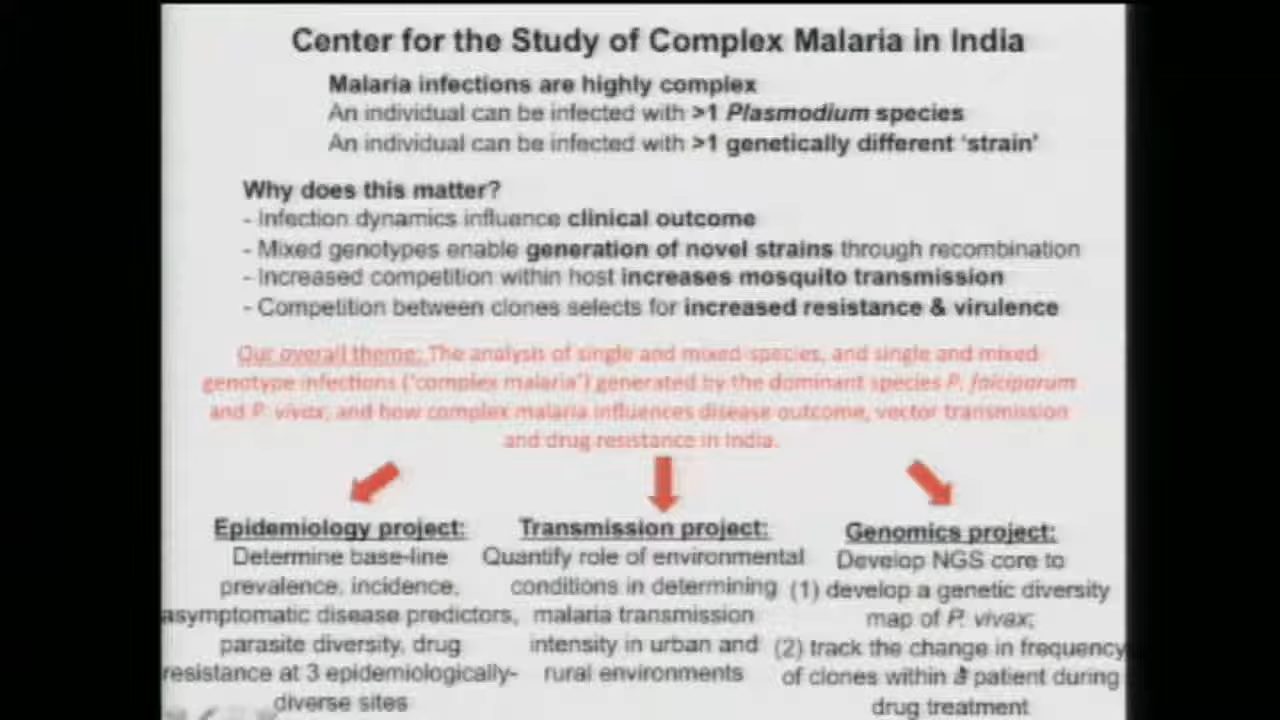 Center for the Study of Complex Malaria in India
Malaria infections are highly complex
An individual can be infected with >1 Plasmodium species
An individual can be infected with >1 genetically different 'strain'
Why does this matter?
- Infection dynamics influence clinical outcome
- Mixed genotypes enable generation of novel strains through recombination
- Increased competition within host increases mosquito transmission
- Competition between clones selects for increased resistance & virulence
Our overall theme: The analysis of single and mixed species, and single and mixed
genotype infections ("complex malaria") generated by the dominant species P. falciparum
and P. vivax, and how complex malaria influences disease outcome, vector transmission
and drug resistance in India.
Epidemiology project:
Determine base-line
prevalence, incidence,
asymptomatic disease predictors,
parasite diversity, drug
resistance at 3 epidemiologically-
diverse sites
Transmission project:
Quantify role of environmental
conditions in determining
malaria transmission
intensity in urban and
rural environments
Genomics project:
Develop NGS core to
(1) develop a genetic diversity
map of P. vivax;
(2) track the change in frequency
of clones within a patient during
drug treatment